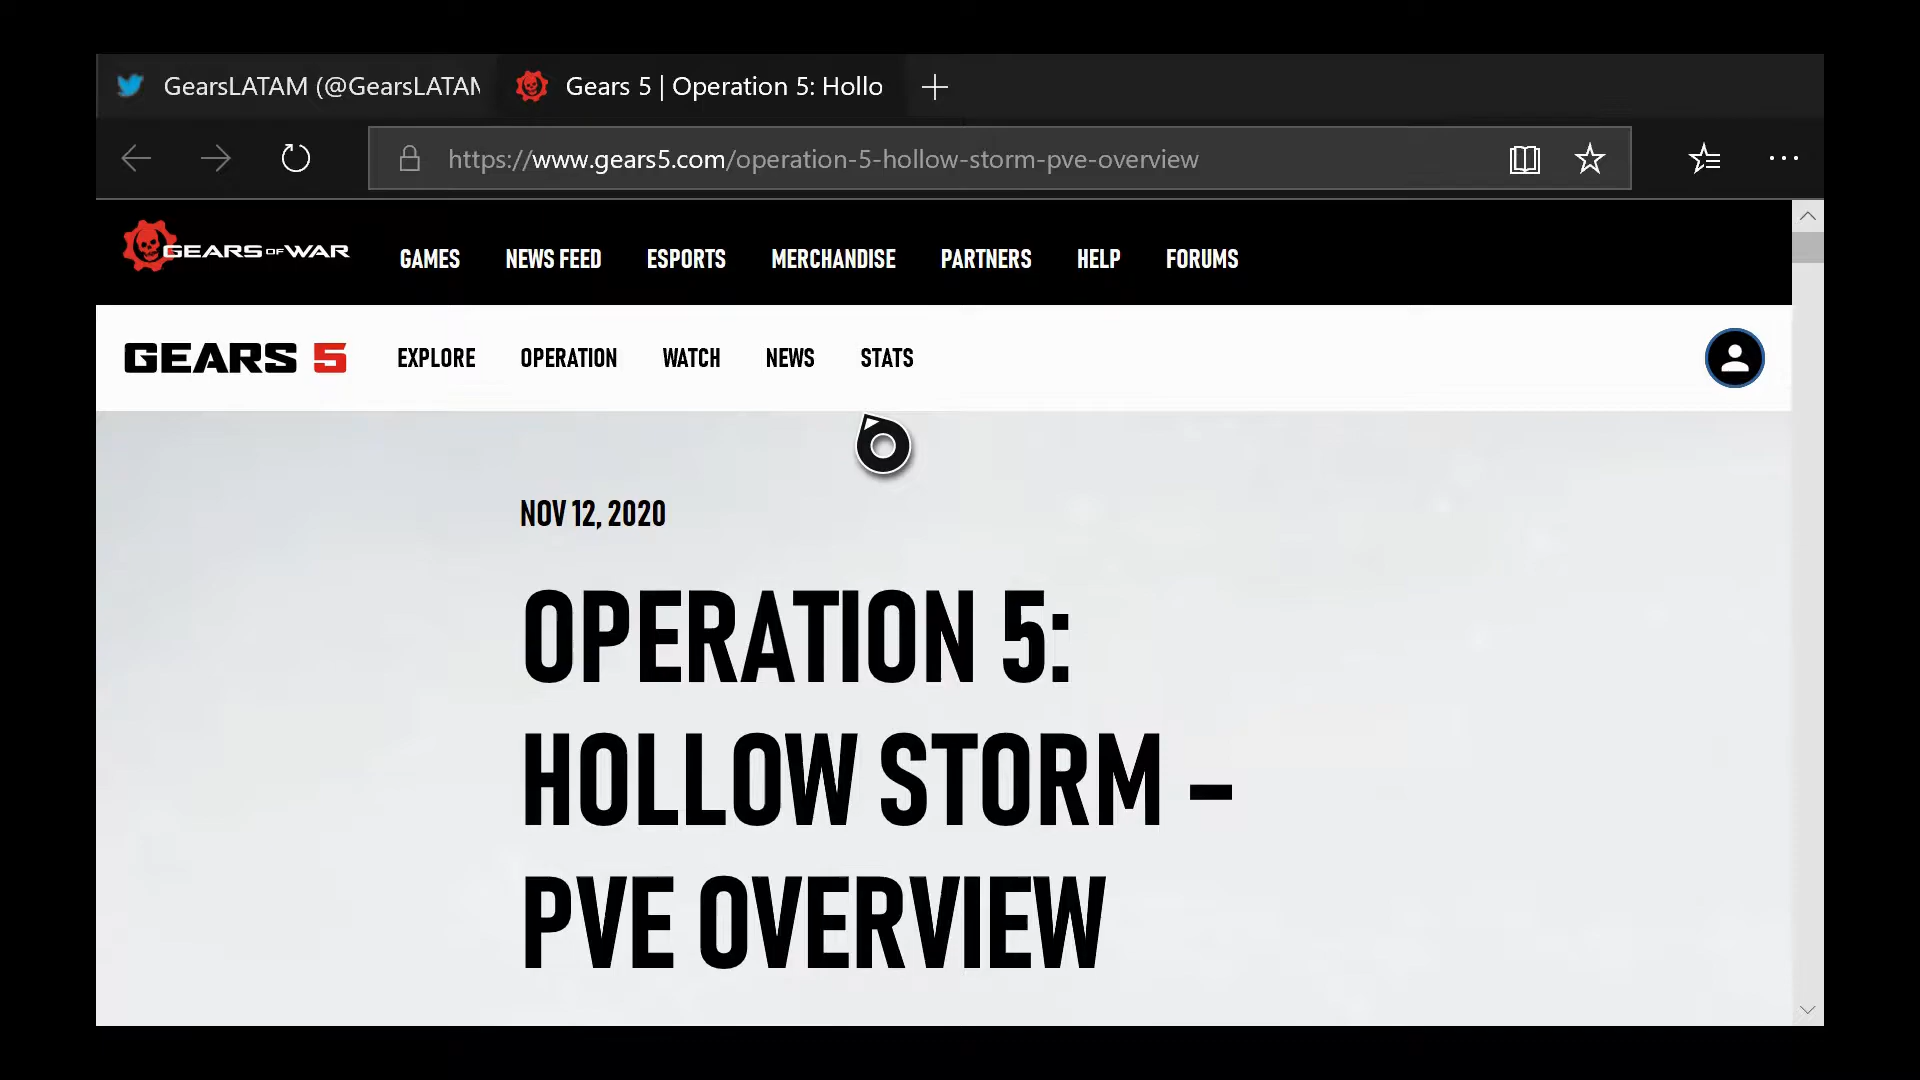 GearsLATAM (@GearsLATAM
Gears 5 | Operation 5: Hollo
https://www.gears5.com/operation-5-hollow-storm-pve-overview
GEARS OF WAR
GAMES NEWS FEED ESPORTS MERCHANDISE PARTNERS HELP FORUMS
GEARS 5
EXPLORE OPERATION WATCH NEWS STATS
NOV 12, 2020
OPERATION 5:
HOLLOW STORM –
PVE OVERVIEW